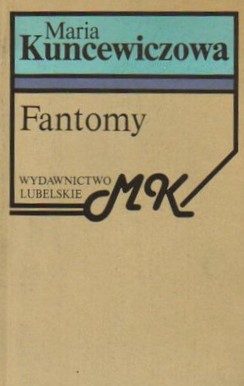 Maria
Kuncewiczowa
Fantomy
WYDAWNICTWO
LUBELSKIE
MK